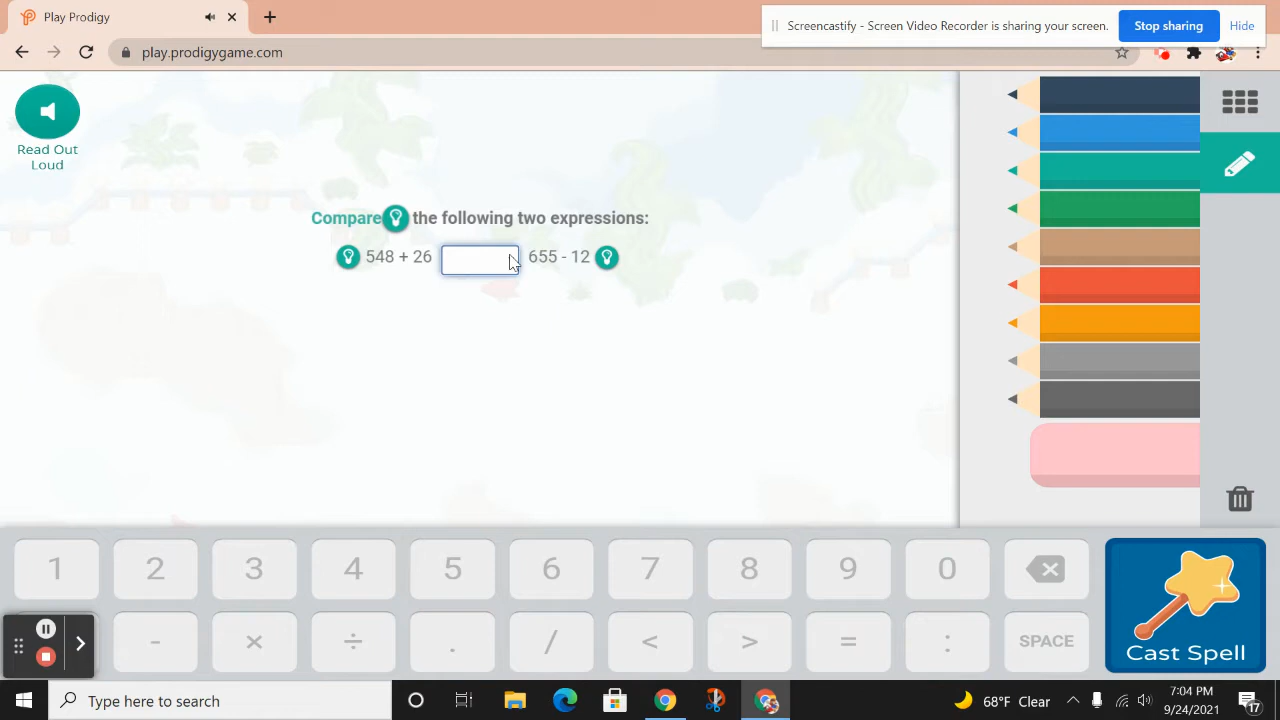 Play Prodigy
Screencastify - Screen Video Recorder is sharing your screen.
Stop sharing
Hide
play.prodigygame.com
Read Out
Loud
Compare the following two expressions:
548 + 26 655 - 12
1 2 3 4 5 6 7 8 9 0
- × ÷ . / < > = : SPACE
Cast Spell
Type here to search
68°F Clear
7:04 PM
9/24/2021
17